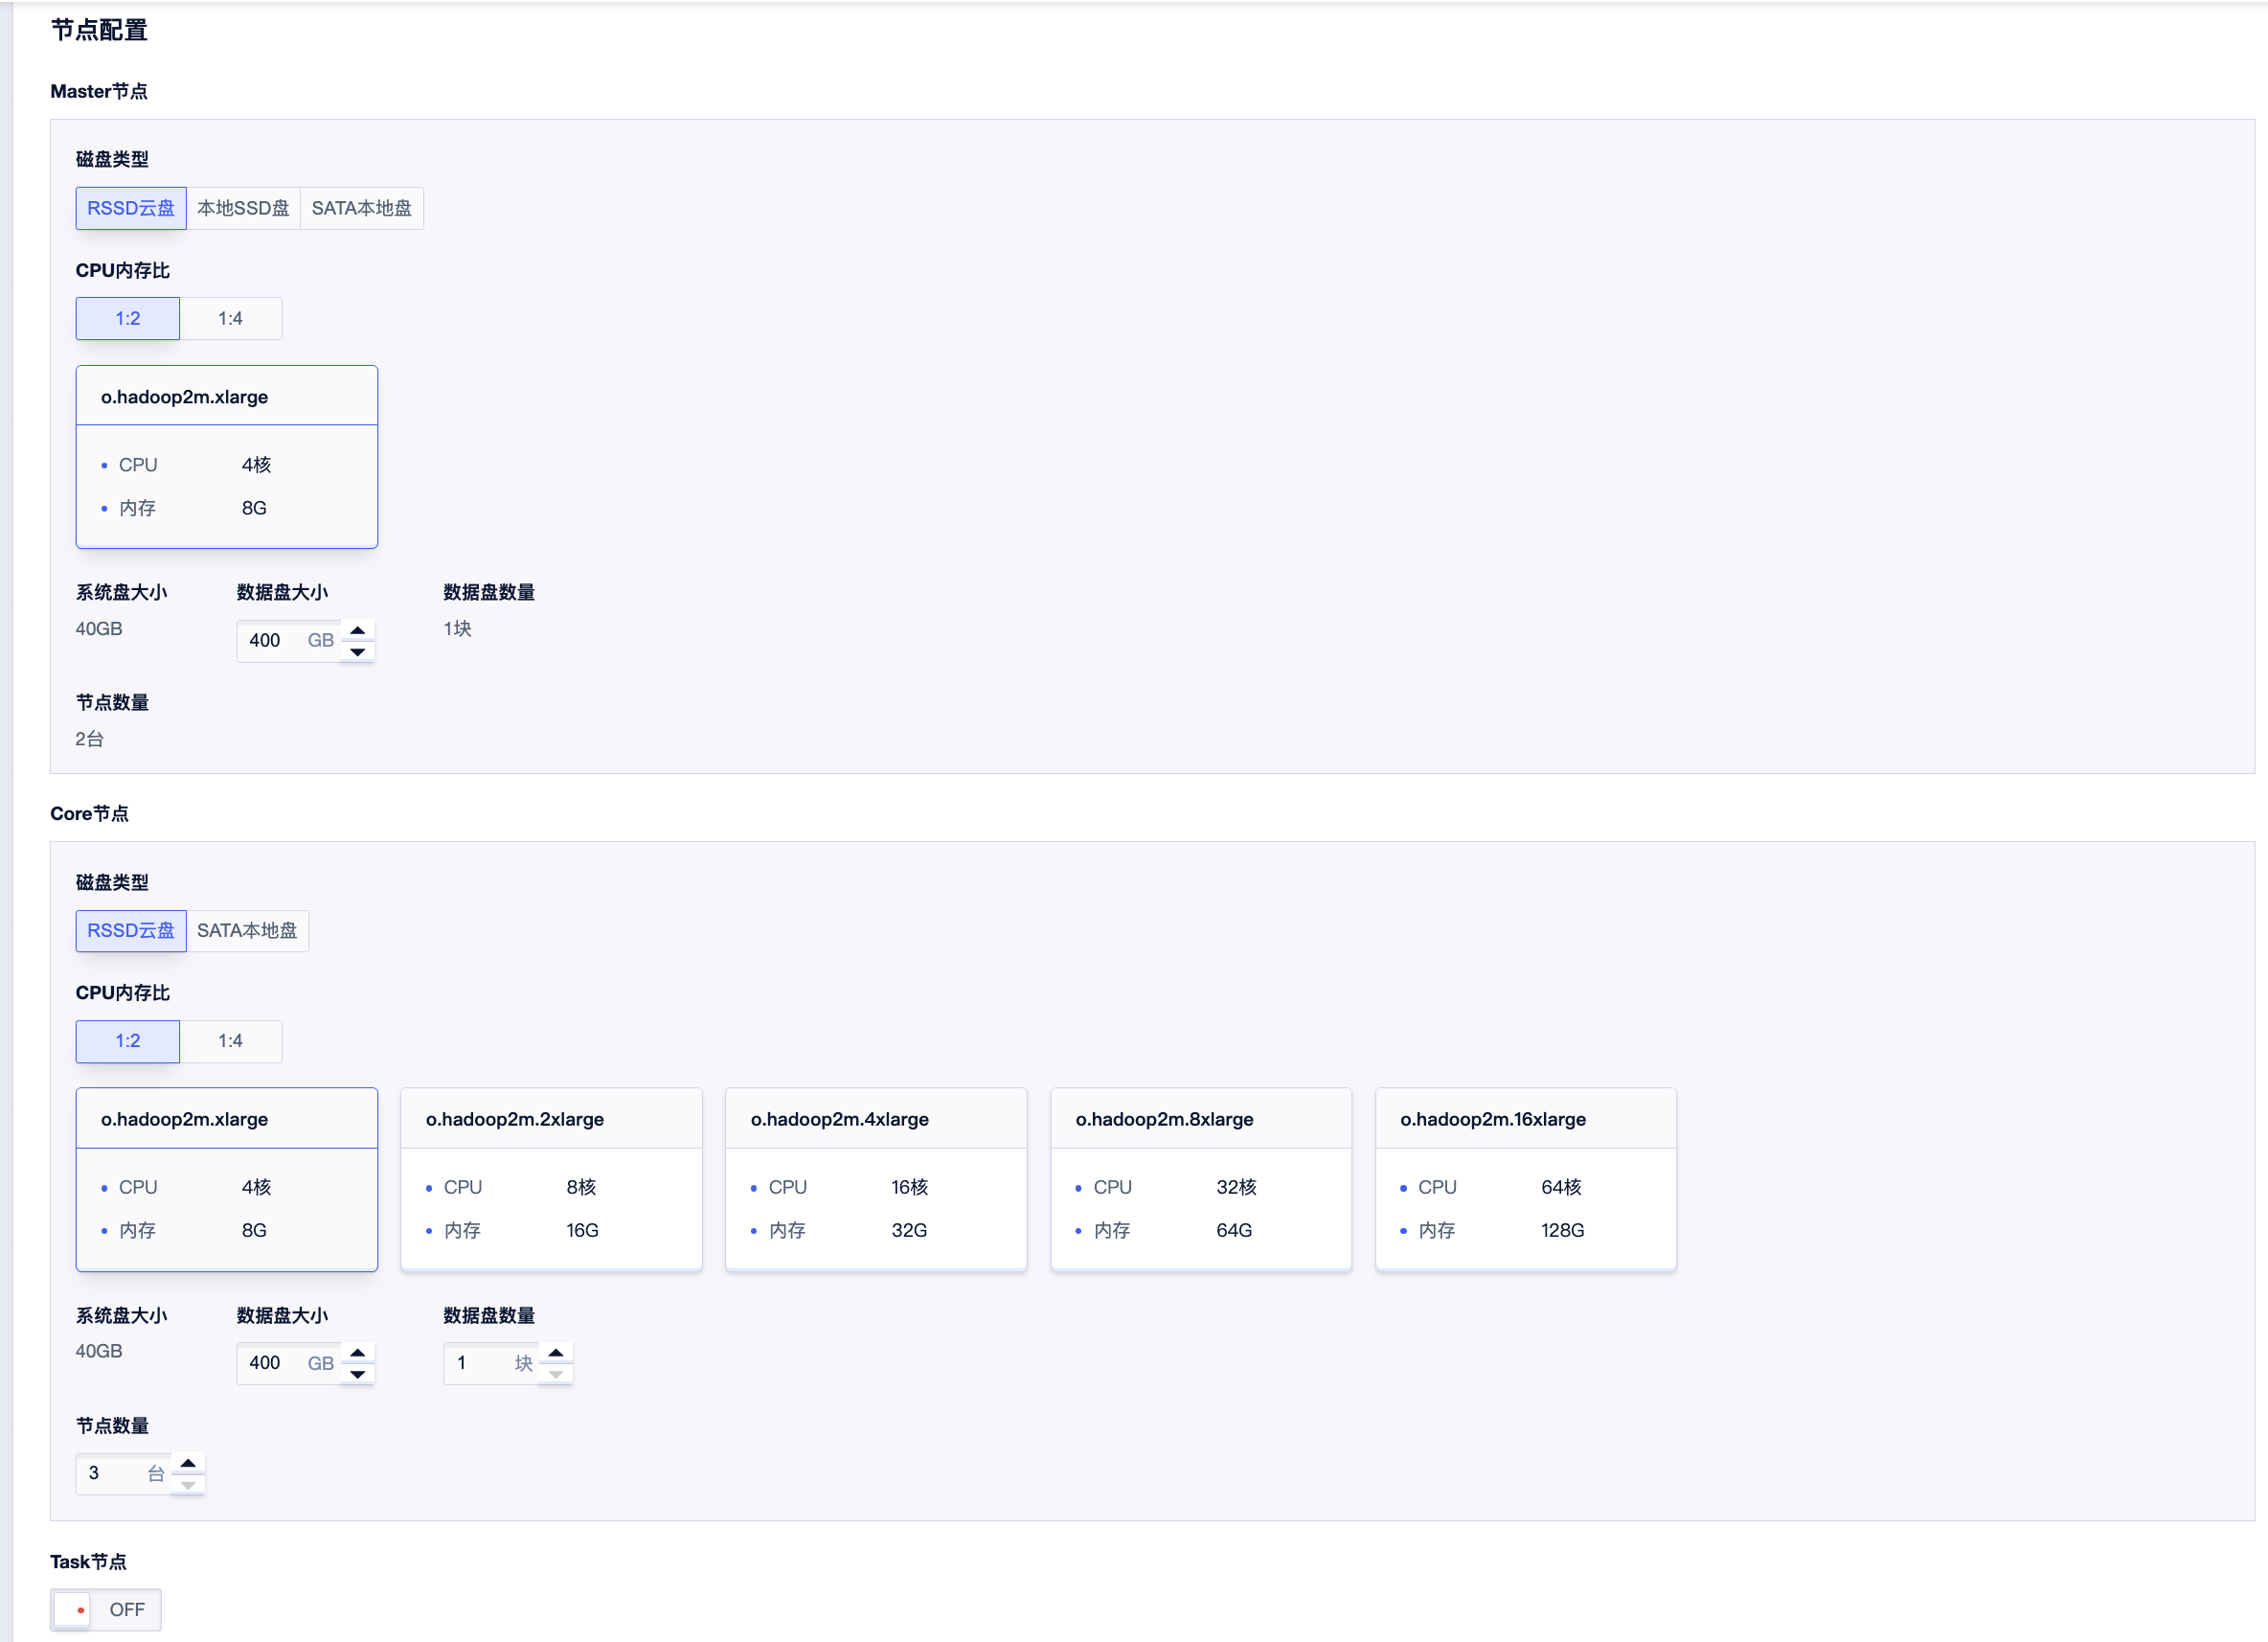 节点配置
Master节点
磁盘类型
RSSD云盘 本地SSD盘 SATA本地盘
CPU内存比
1:2 1:4
o.hadoop2m.xlarge
CPU 4核
内存 8G
系统盘大小 数据盘大小 数据盘数量
40GB 400 GB 1块
节点数量
2台
Core节点
磁盘类型
RSSD云盘 SATA本地盘
CPU内存比
1:2 1:4
o.hadoop2m.xlarge o.hadoop2m.2xlarge o.hadoop2m.4xlarge o.hadoop2m.8xlarge o.hadoop2m.16xlarge
CPU 4核 CPU 8核 CPU 16核 CPU 32核 CPU 64核
内存 8G 内存 16G 内存 32G 内存 64G 内存 128G
系统盘大小 数据盘大小 数据盘数量
40GB 400 GB 1 块
节点数量
3 台
Task节点
OFF